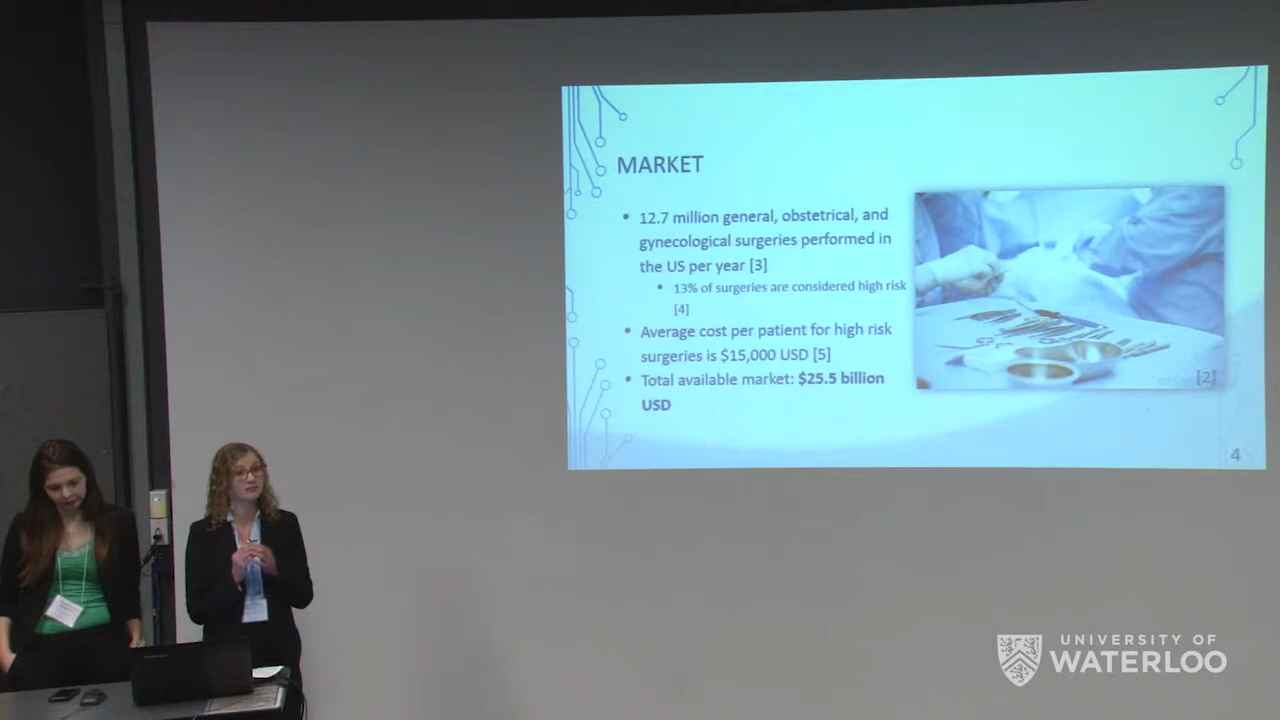 MARKET
• 12.7 million general, obstetrical, and
gynecological surgeries performed in
the US per year [3]
• 13% of surgeries are considered high risk
[4]
• Average cost per patient for high risk
surgeries is $15,000 USD [5]
• Total available market: $25.5 billion
USD
[2]
4
UNIVERSITY OF
WATERLOO